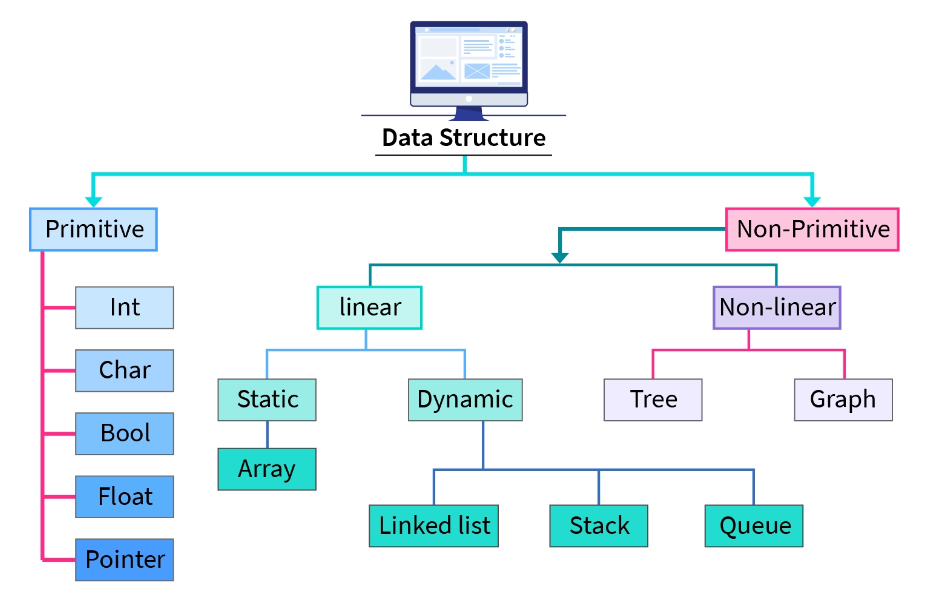 Data Structure
Primitive
Non-Primitive
Int
linear
Non-linear
Char
Static
Dynamic
Tree
Graph
Bool
Array
Float
Linked list
Stack
Queue
Pointer